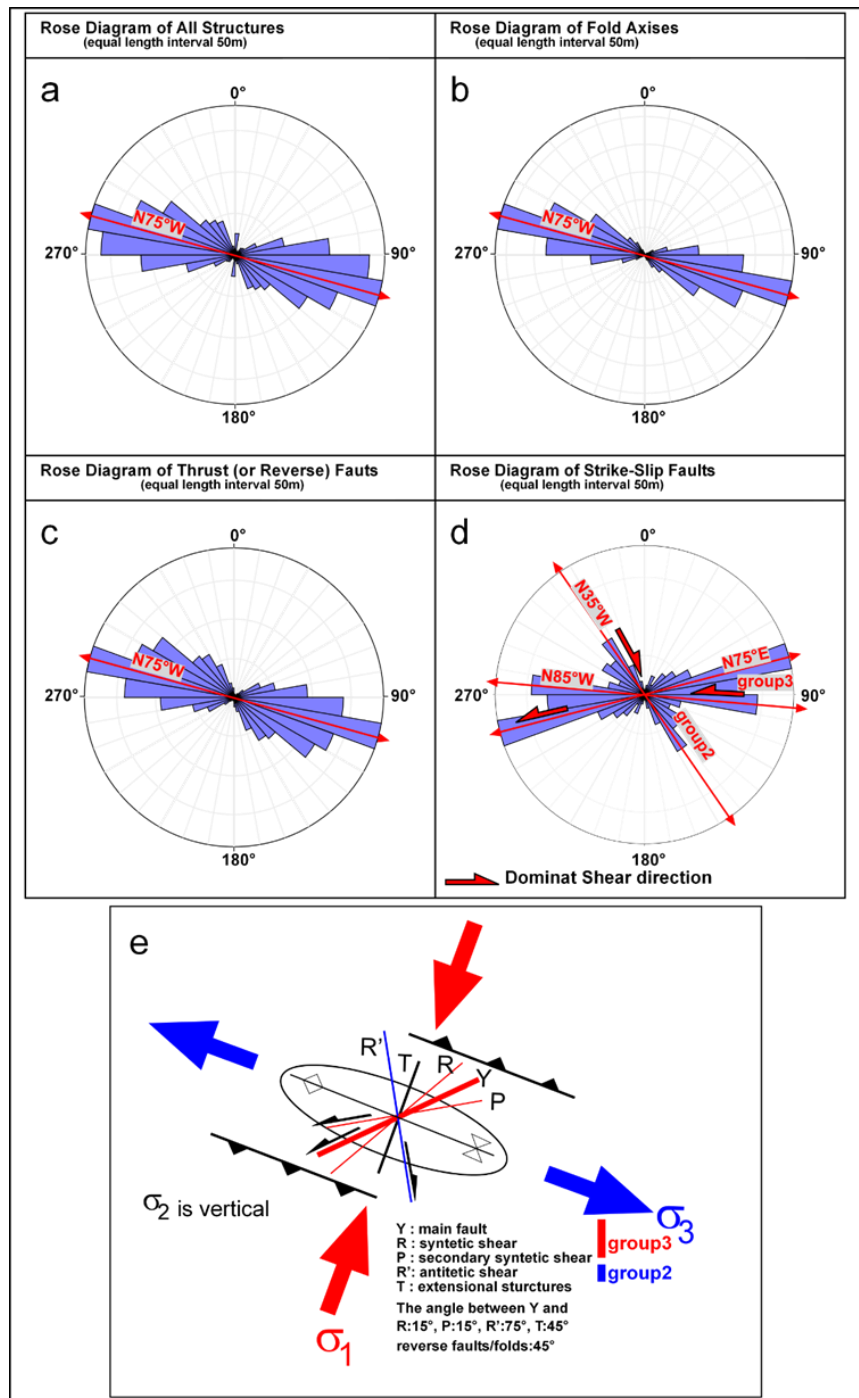 Rose Diagram of All Structures
(equal length interval 50m)
Rose Diagram of Fold Axises
(equal length interval 50m)
a
0°
N75°W
270°
90°
180°
b
0°
N75°W
270°
90°
180°
Rose Diagram of Thrust (or Reverse) Fauts
(equal length interval 50m)
Rose Diagram of Strike-Slip Faults
(equal length interval 50m)
c
0°
N75°W
270°
90°
180°
d
0°
N35°W
N75°E
N85°W
group3
270°
90°
group2
180°
Dominat Shear direction
e
R'
T
R
Y
P
σ2 is vertical
σ3
Y : main fault
R : syntetic shear
P : secondary syntetic shear
R': antitetic shear
T : extensional sturctures
group3
group2
The angle between Y and
R:15°, P:15°, R':75°, T:45°
reverse faults/folds:45°
σ1